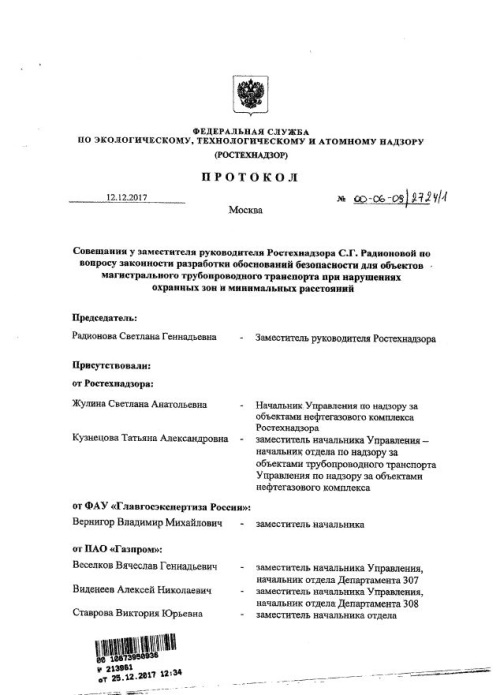 ФЕДЕРАЛЬНАЯ СЛУЖБА
ПО ЭКОЛОГИЧЕСКОМУ, ТЕХНОЛОГИЧЕСКОМУ И АТОМНОМУ НАДЗОРУ
(РОСТЕХНАДЗОР)
ПРОТОКОЛ
12.12.2017 № 00-06-09/2724/1
Москва
Совещания у заместителя руководителя Ростехнадзора С.Г. Радионовой по
вопросу законности разработки обоснований безопасности для объектов
магистрального трубопроводного транспорта при нарушениях
охранных зон и минимальных расстояний
Председатель:
Радионова Светлана Геннадьевна - Заместитель руководителя Ростехнадзора
Присутствовали:
от Ростехнадзора:
Жулина Светлана Анатольевна - Начальник Управления по надзору за
объектами нефтегазового комплекса
Ростехнадзора
Кузнецова Татьяна Александровна - заместитель начальника Управления –
начальник отдела по надзору за
объектами трубопроводного транспорта
Управления по надзору за объектами
нефтегазового комплекса
от ФАУ «Главгосэкспертиза России»:
Вернигор Владимир Михайлович - заместитель начальника
от ПАО «Газпром»:
Веселков Вячеслав Геннадьевич - заместитель начальника Управления,
начальник отдела Департамента 307
Виденеев Алексей Николаевич - заместитель начальника Управления,
начальник отдела Департамента 308
Ставрова Виктория Юрьевна - заместитель начальника отдела
00 10673950936
№ 213961
от 25.12.2017 12:34